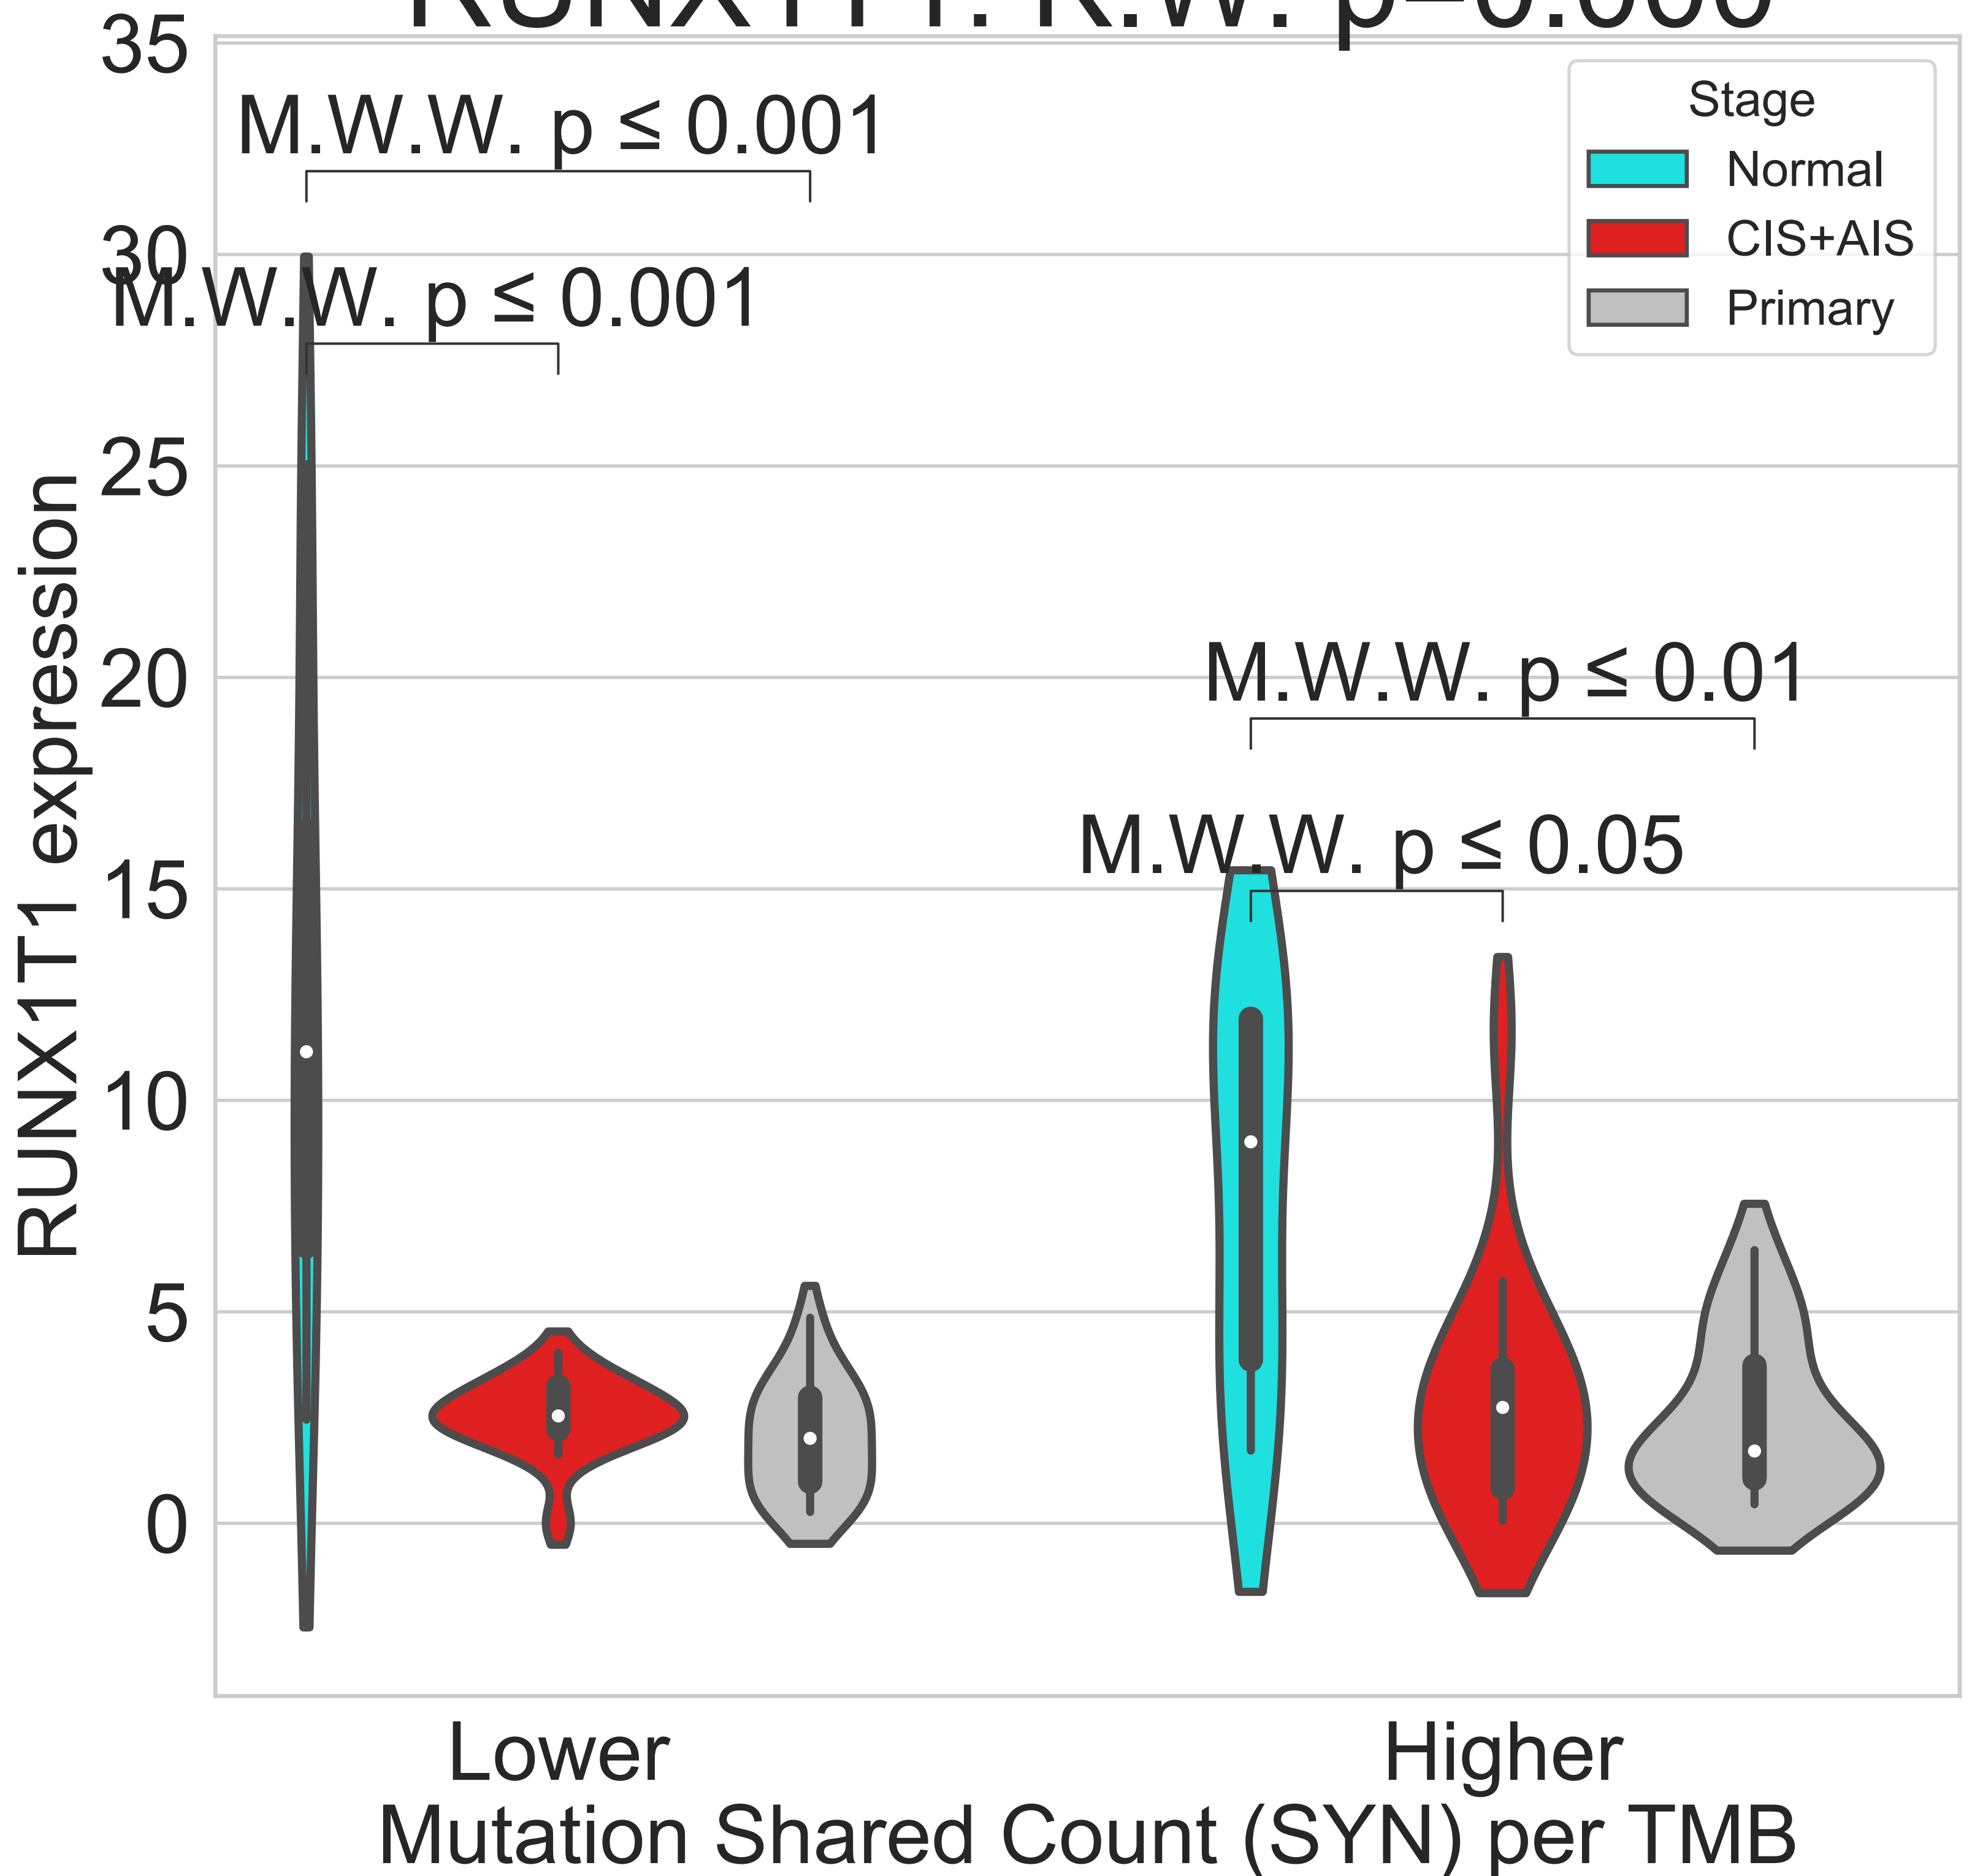 RUNX1T1: K.W.
35
30
25
20
15
10
5
0
RUNX1T1 expression
M.W.W. p ≤ 0.001
M.W.W. p ≤ 0.001
M.W.W. p ≤ 0.01
M.W.W. p ≤ 0.05
Stage
Normal
CIS+AIS
Primary
Lower
Higher
Mutation Shared Count (SYN) per TMB